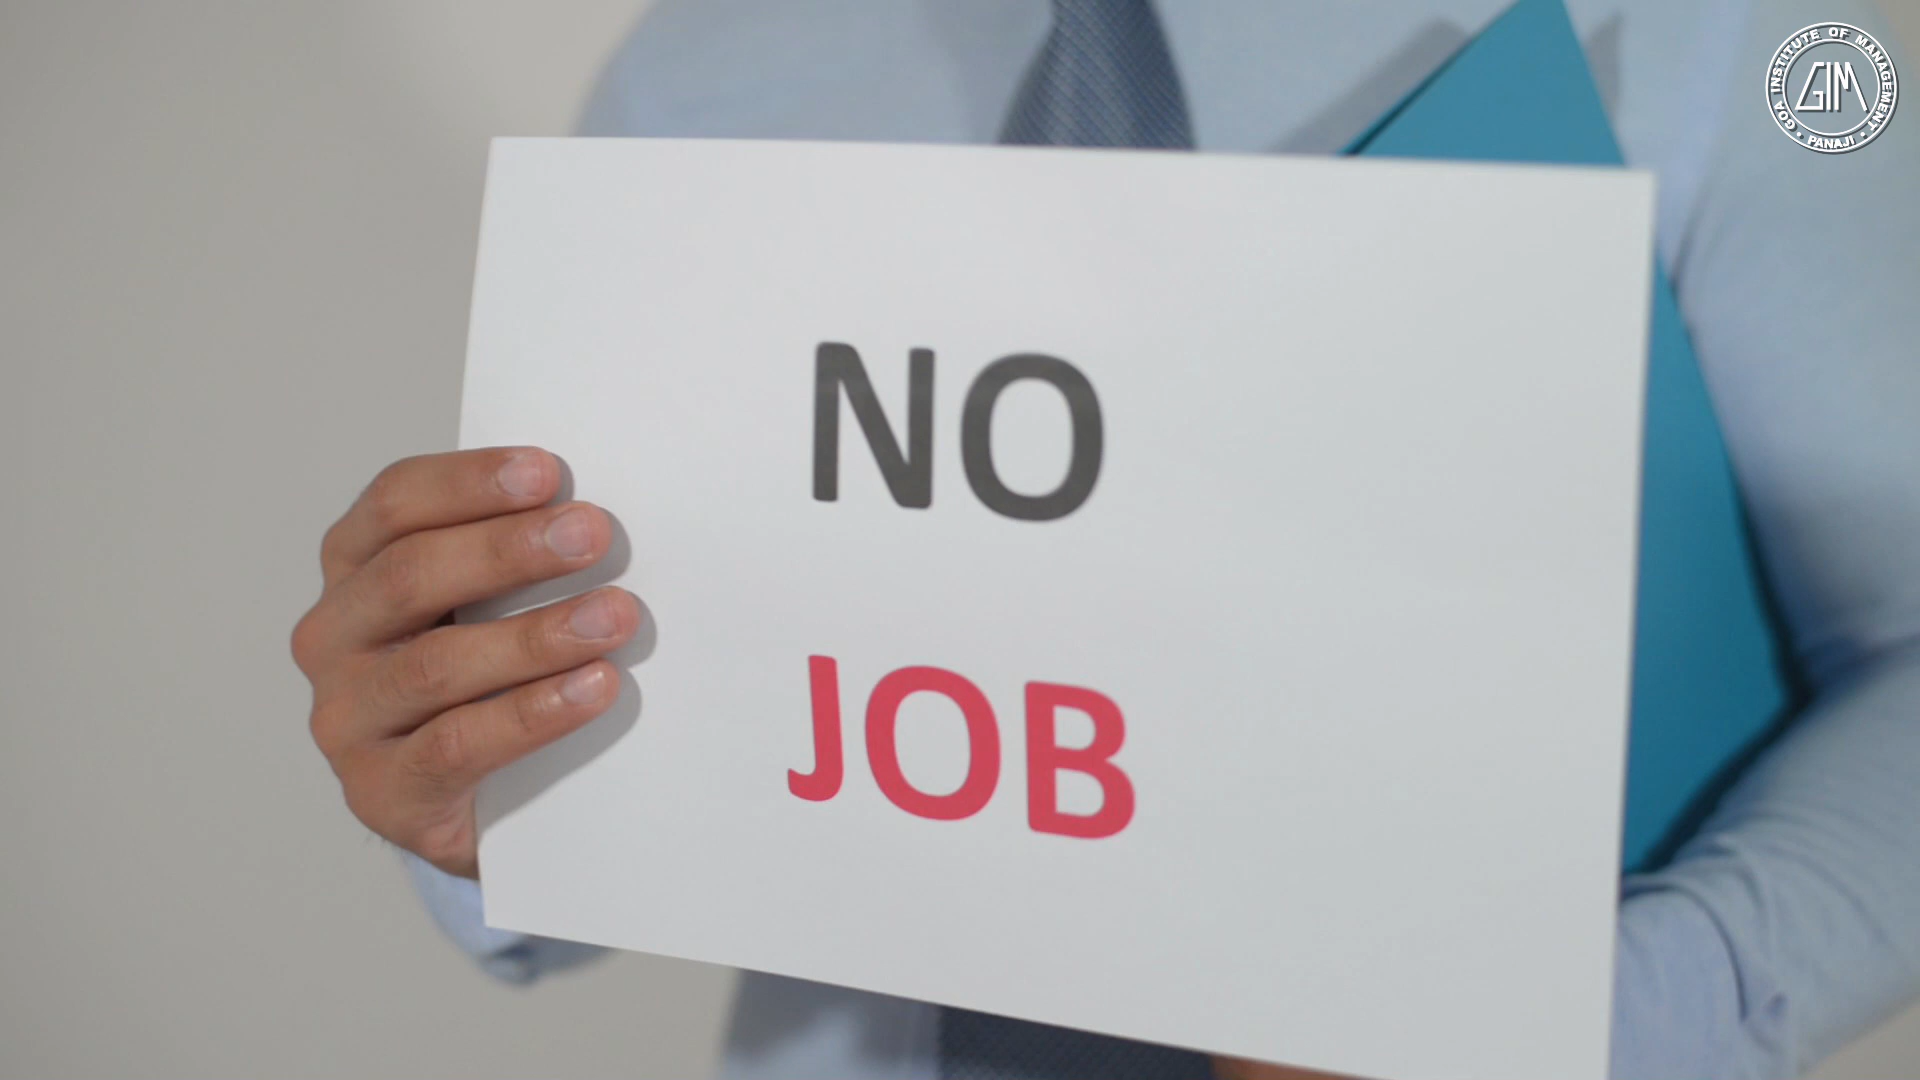 NO
JOB
GOA INSTITUTE OF MANAGEMENT
GIM
• PANAJI •